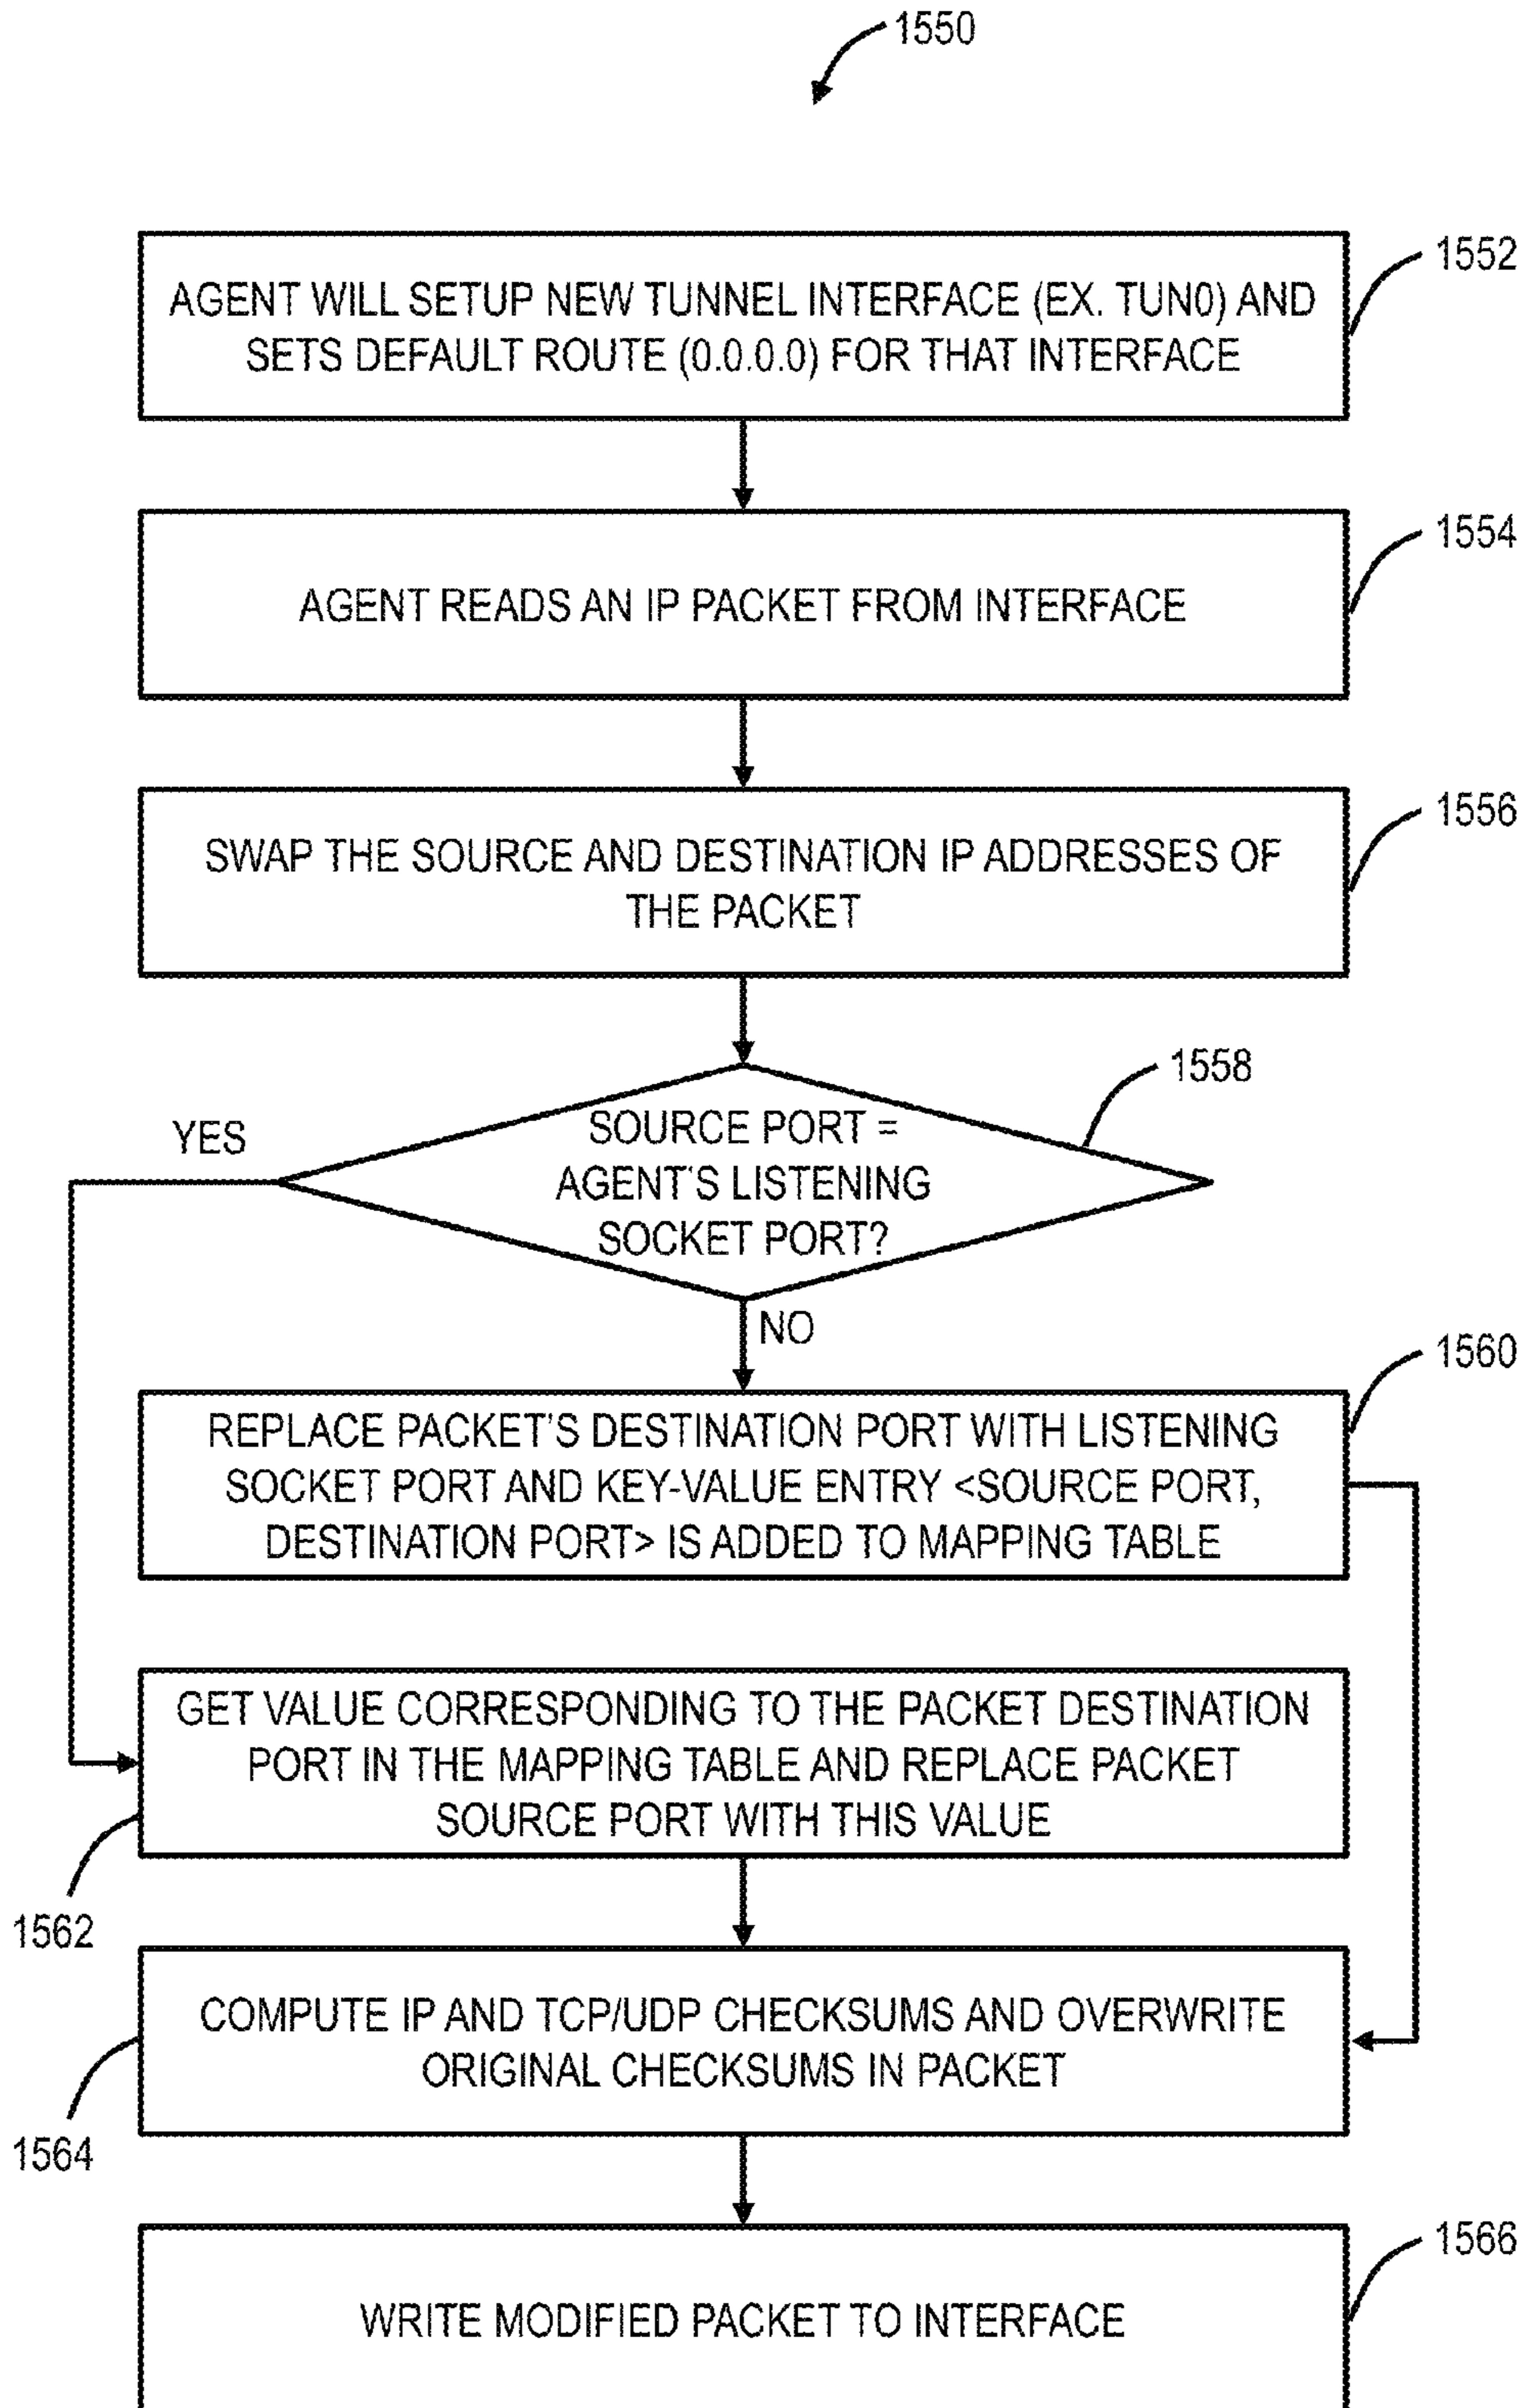 1550
AGENT WILL SETUP NEW TUNNEL INTERFACE (EX. TUN0) AND
SETS DEFAULT ROUTE (0.0.0.0) FOR THAT INTERFACE
1552
AGENT READS AN IP PACKET FROM INTERFACE
1554
SWAP THE SOURCE AND DESTINATION IP ADDRESSES OF
THE PACKET
1556
SOURCE PORT =
AGENT'S LISTENING
SOCKET PORT?
1558
YES
NO
REPLACE PACKET'S DESTINATION PORT WITH LISTENING
SOCKET PORT AND KEY-VALUE ENTRY <SOURCE PORT,
DESTINATION PORT> IS ADDED TO MAPPING TABLE
1560
GET VALUE CORRESPONDING TO THE PACKET DESTINATION
PORT IN THE MAPPING TABLE AND REPLACE PACKET
SOURCE PORT WITH THIS VALUE
1562
COMPUTE IP AND TCP/UDP CHECKSUMS AND OVERWRITE
ORIGINAL CHECKSUMS IN PACKET
1564
WRITE MODIFIED PACKET TO INTERFACE
1566